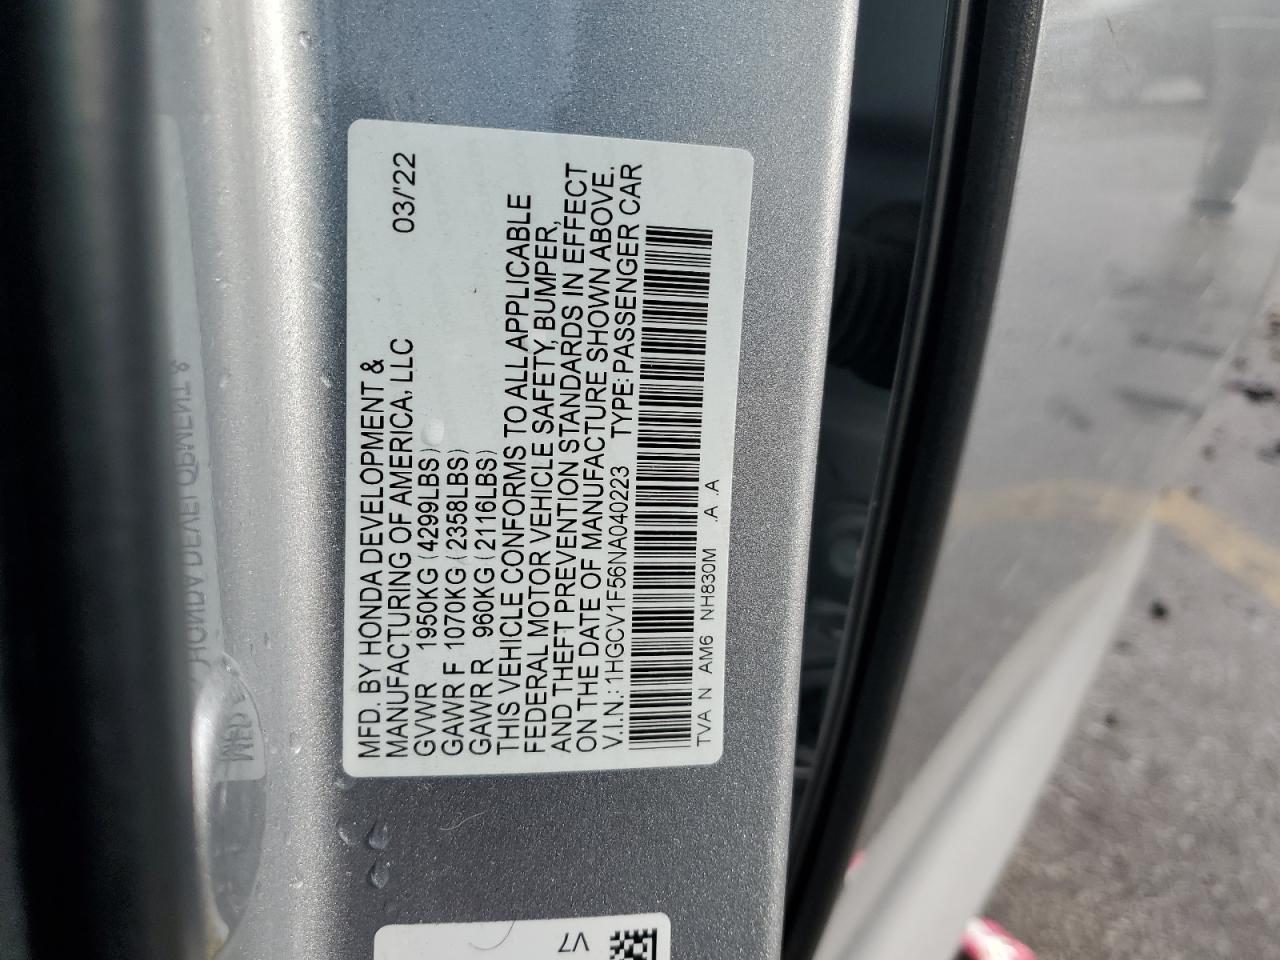 MFD. BY HONDA DEVELOPMENT &
MANUFACTURING OF AMERICA, LLC 03/'22
GVWR 1950KG (4299LBS)
GAWR F 1070KG (2358LBS)
GAWR R 960KG (2116LBS)
THIS VEHICLE CONFORMS TO ALL APPLICABLE
FEDERAL MOTOR VEHICLE SAFETY, BUMPER,
AND THEFT PREVENTION STANDARDS IN EFFECT
ON THE DATE OF MANUFACTURE SHOWN ABOVE.
V.I.N.: 1HGCV1F56NA040223 TYPE: PASSENGER CAR
TVA N AM6 NH830M .A .A
V7